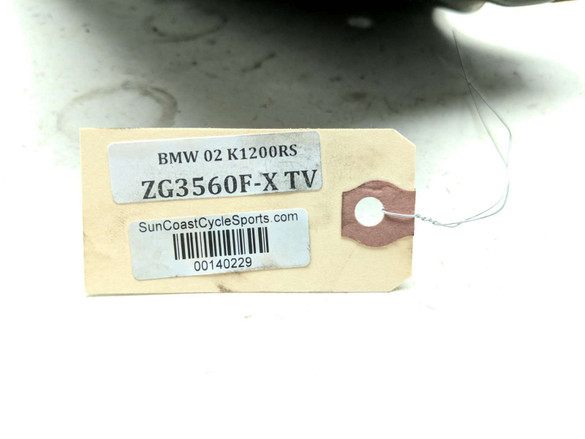 BMW 02 K1200RS
ZG3560F-X TV
SunCoastCycleSports.com
00140229